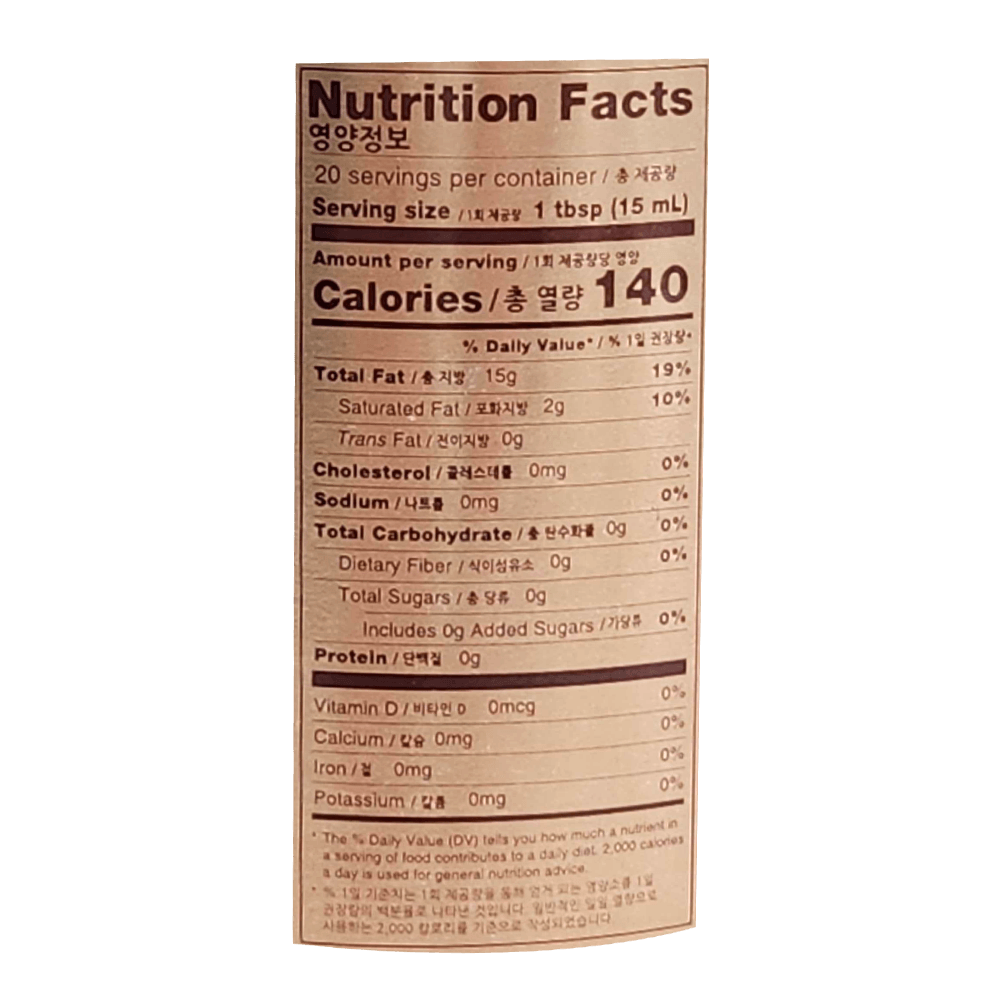 Nutrition Facts
영양정보
20 servings per container / 총 제공량
Serving size / 1회 제공량 1 tbsp (15 mL)
Amount per serving / 1회 제공량당 영양
Calories / 총 열량 140
% Daily Value* / % 1일 권장량*
Total Fat / 총 지방 15g 19%
Saturated Fat / 포화지방 2g 10%
Trans Fat / 전이지방 0g
Cholesterol / 콜레스테롤 0mg 0%
Sodium / 나트륨 0mg 0%
Total Carbohydrate / 총 탄수화물 0g 0%
Dietary Fiber / 식이섬유소 0g 0%
Total Sugars / 총 당류 0g
Includes 0g Added Sugars / 가당류 0%
Protein / 단백질 0g
Vitamin D / 비타민 D 0mcg 0%
Calcium / 칼슘 0mg 0%
Iron / 철 0mg 0%
Potassium / 칼륨 0mg 0%
* The % Daily Value (DV) tells you how much a nutrient in
a serving of food contributes to a daily diet. 2,000 calories
a day is used for general nutrition advice.
* % 1일 기준치는 1회 제공량을 통해 얻게 되는 영양소를 1일
권장량의 백분율로 나타낸 것입니다. 일반적인 일일 열량으로
사용하는 2,000 칼로리를 기준으로 작성되었습니다.